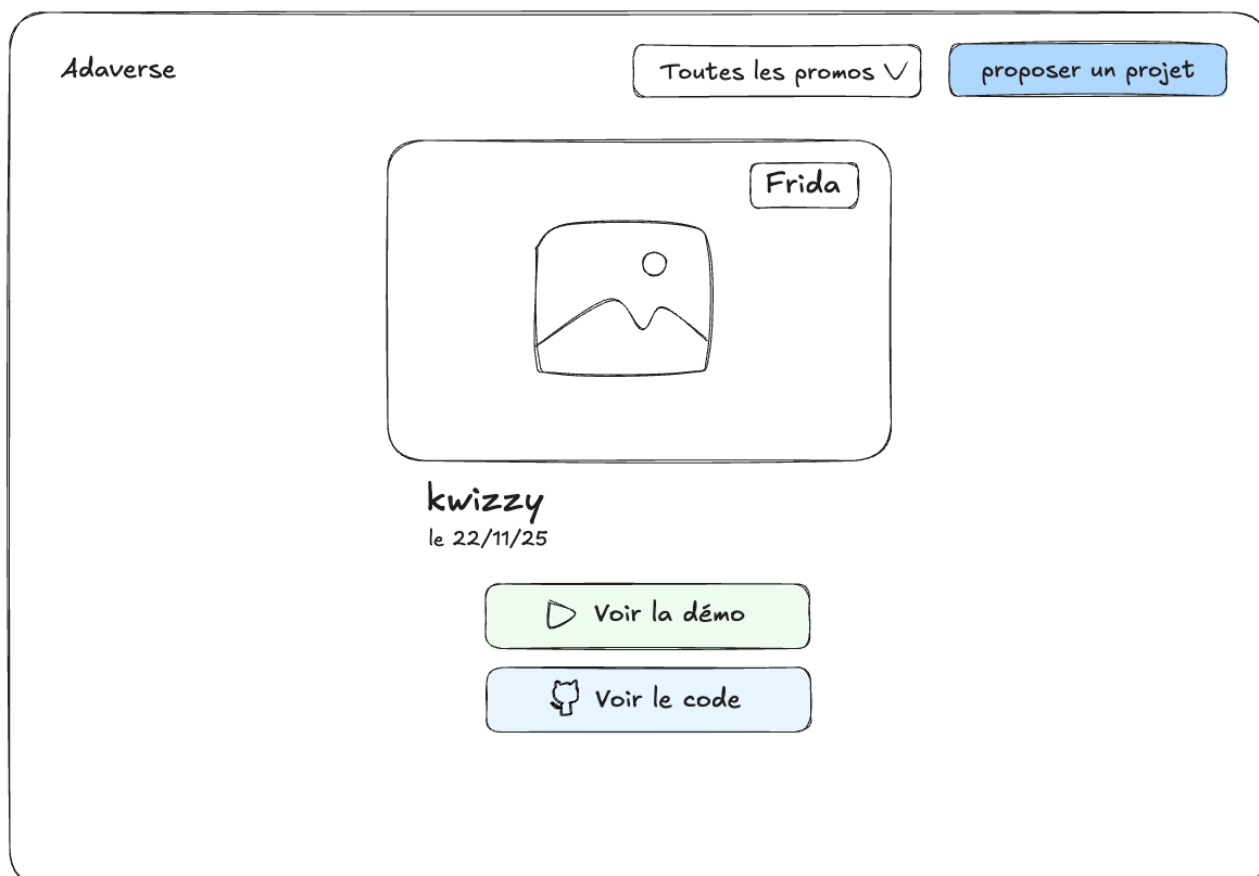 Adaverse
Toutes les promos
proposer un projet
Frida
kwizzy
le 22/11/25
Voir la démo
Voir le code